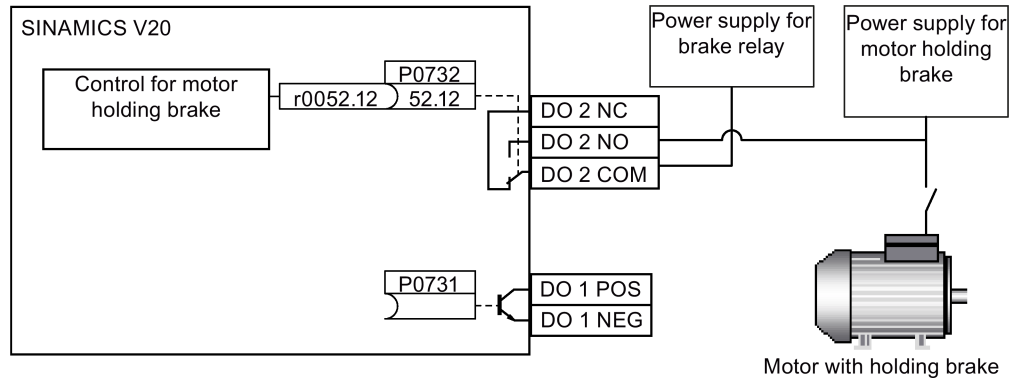 SINAMICS V20
Control for motor
holding brake
r0052.12
P0732
52.12
DO 2 NC
DO 2 NO
DO 2 COM
Power supply for
brake relay
Power supply for
motor holding
brake
P0731
DO 1 POS
DO 1 NEG
Motor with holding brake